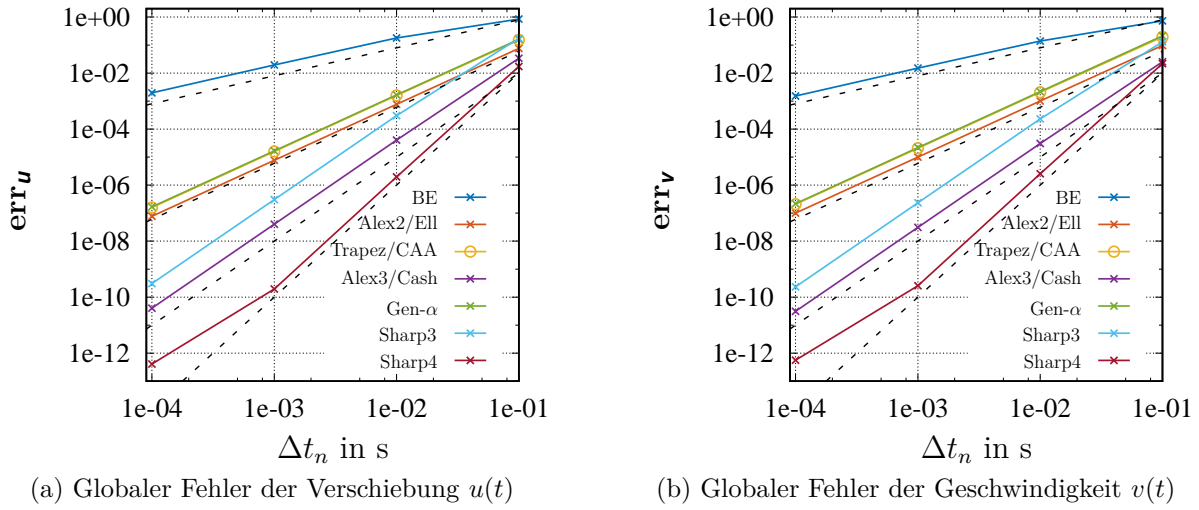 1e+00
1e-02
1e-04
1e-06
1e-08
1e-10
1e-12
err_u
BE
Alex2/Ell
Trapez/CAA
Alex3/Cash
Gen-α
Sharp3
Sharp4
1e-04 1e-03 1e-02 1e-01
Δt_n in s
(a) Globaler Fehler der Verschiebung u(t)
1e+00
1e-02
1e-04
1e-06
1e-08
1e-10
1e-12
err_v
BE
Alex2/Ell
Trapez/CAA
Alex3/Cash
Gen-α
Sharp3
Sharp4
1e-04 1e-03 1e-02 1e-01
Δt_n in s
(b) Globaler Fehler der Geschwindigkeit v(t)